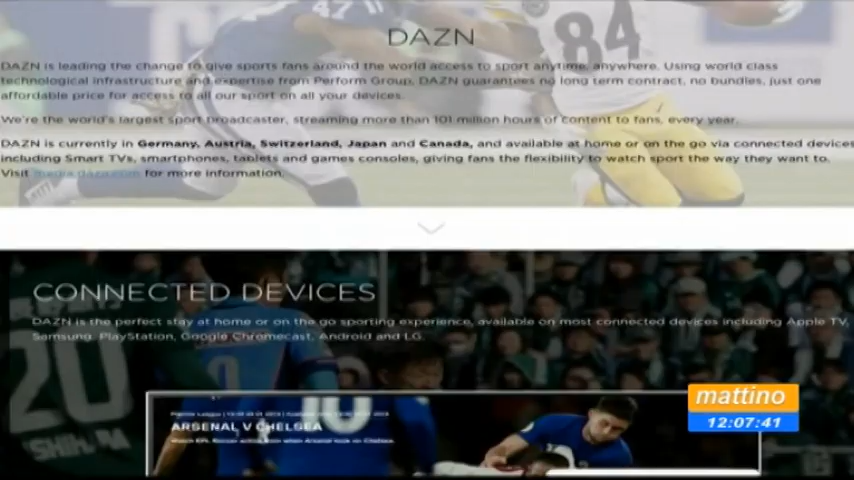 47
84
DAZN
DAZN is leading the change to give sports fans around the world access to sport anytime, anywhere. Using world class
technological infrastructure and expertise from Perform Group, DAZN guarantees no long term contract, no bundles, just one
affordable price for access to all our sport on all your devices.
We're the world's largest sport broadcaster, streaming more than 101 million hours of content to fans, every year.
DAZN is currently in Germany, Austria, Switzerland, Japan and Canada, and available at home or on the go via connected devices
including Smart TVs, smartphones, tablets and games consoles, giving fans the flexibility to watch sport the way they want to.
Visit media.dazn.com for more information.
CONNECTED DEVICES
DAZN is the perfect stay at home or on the go sporting experience, available on most connected devices including Apple TV,
Samsung, PlayStation, Google Chromecast, Android and LG.
20
10
ARSENAL V CHELSEA
mattino
12:07:41